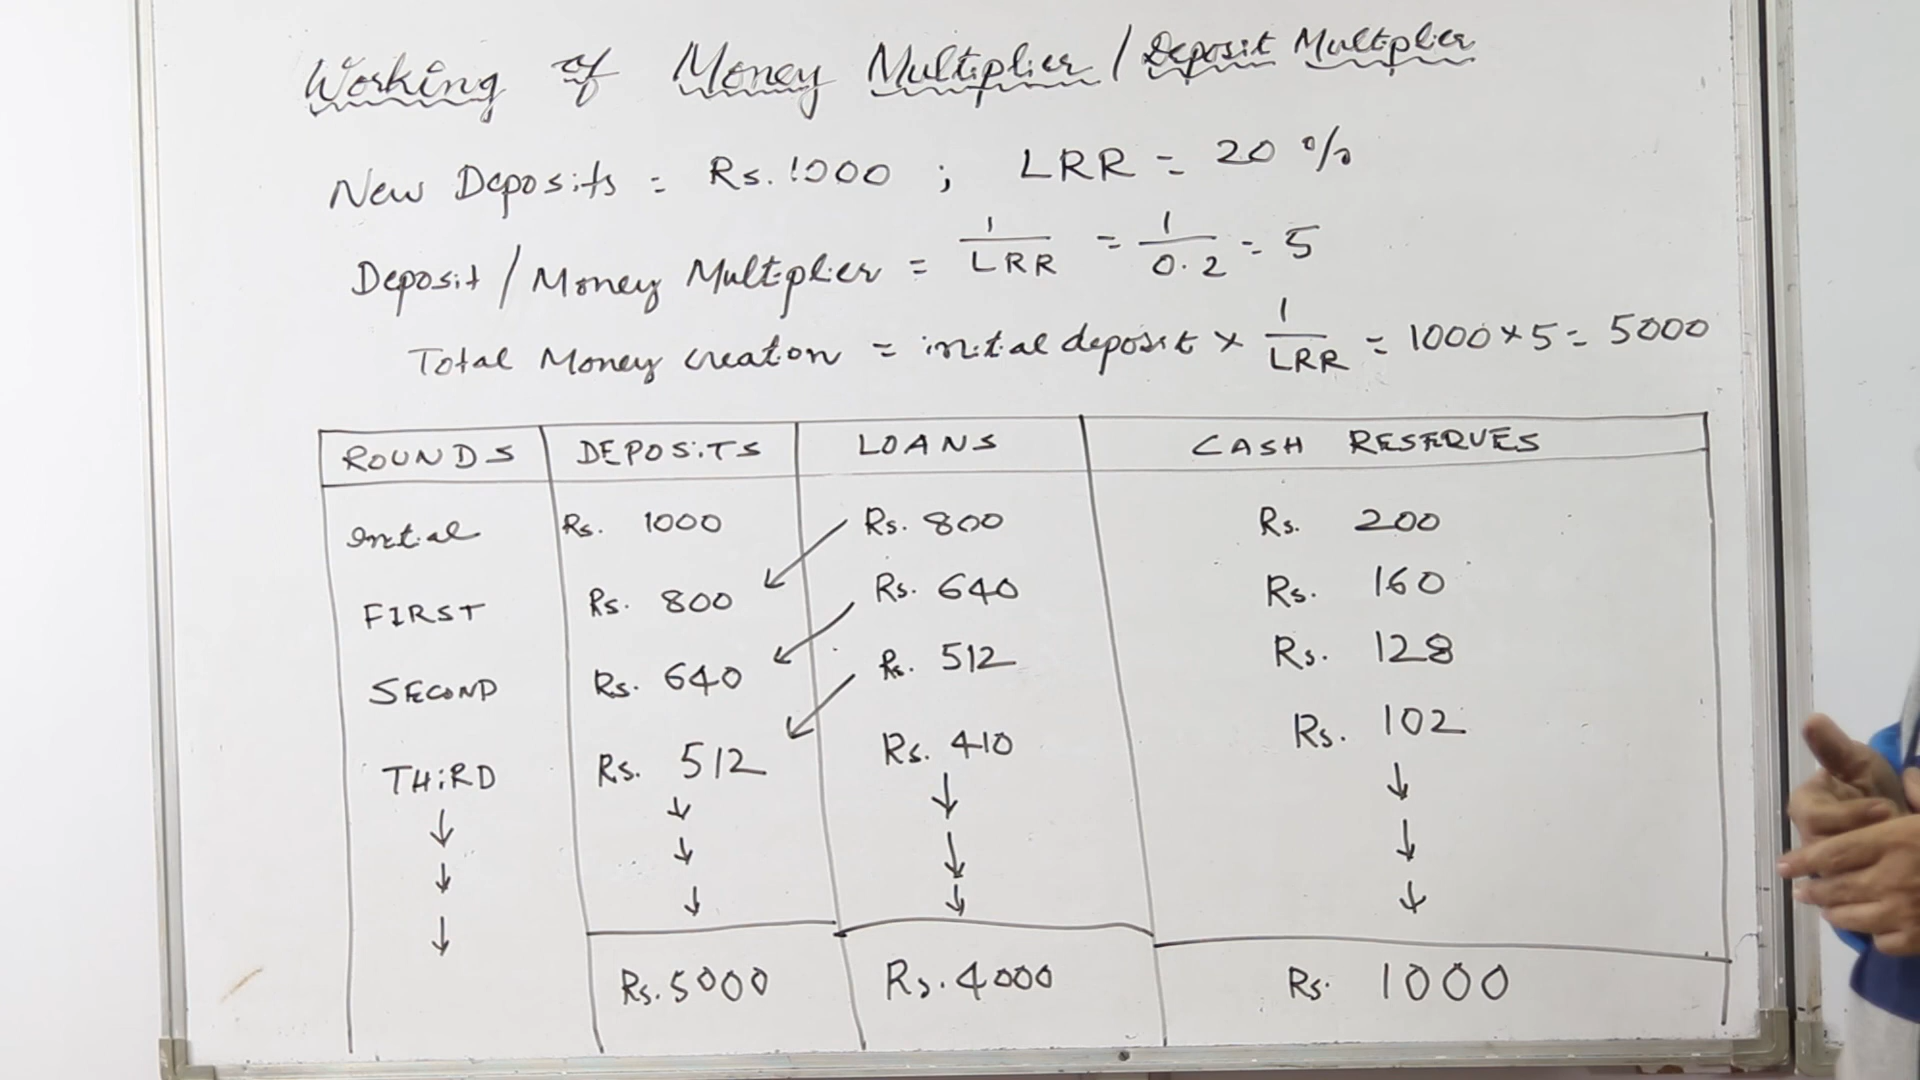 Working of Money Multiplier / Deposit Multiplier
New Deposits = Rs. 1000 ; LRR = 20 %
Deposit / Money Multiplier = 1/LRR = 1/0.2 = 5
Total Money creation = initial deposit × 1/LRR = 1000 × 5 = 5000
ROUNDS DEPOSITS LOANS CASH RESERVES
Initial Rs. 1000 Rs. 800 Rs. 200
FIRST Rs. 800 Rs. 640 Rs. 160
SECOND Rs. 640 Rs. 512 Rs. 128
THIRD Rs. 512 Rs. 410 Rs. 102
Rs. 5000 Rs. 4000 Rs. 1000